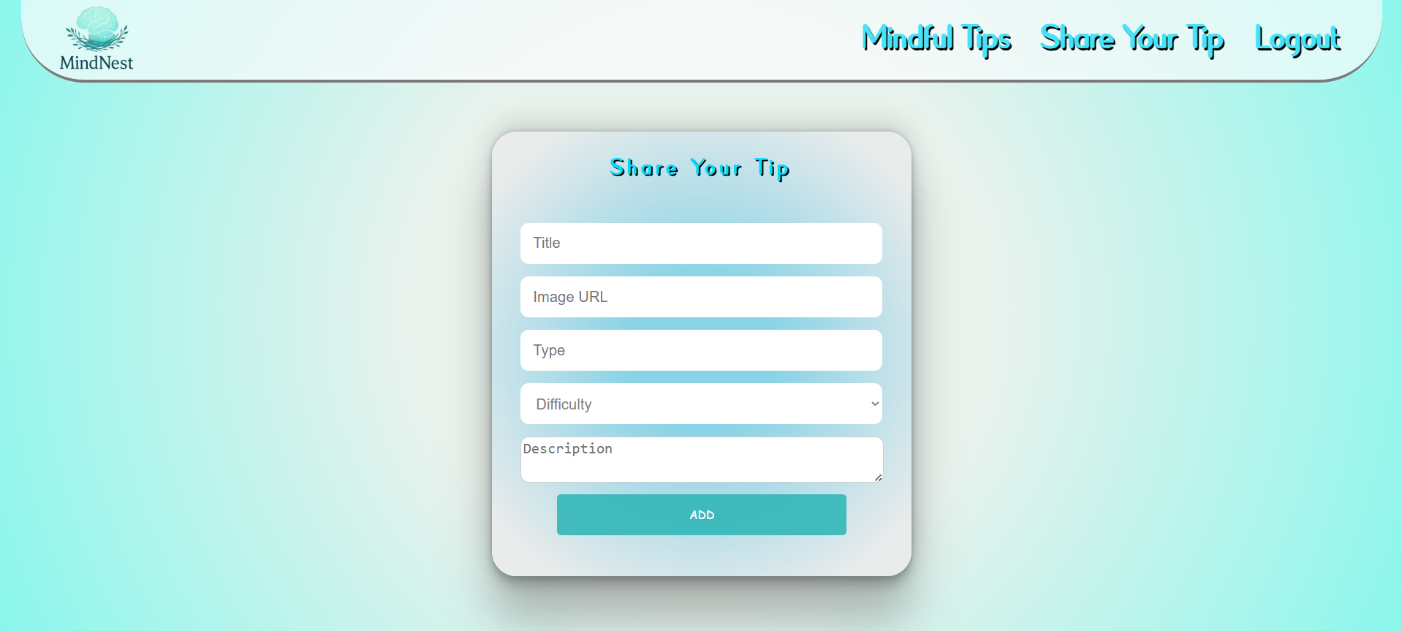 MindNest
Mindful Tips Share Your Tip Logout
Share Your Tip
Title
Image URL
Type
Difficulty
Description
ADD